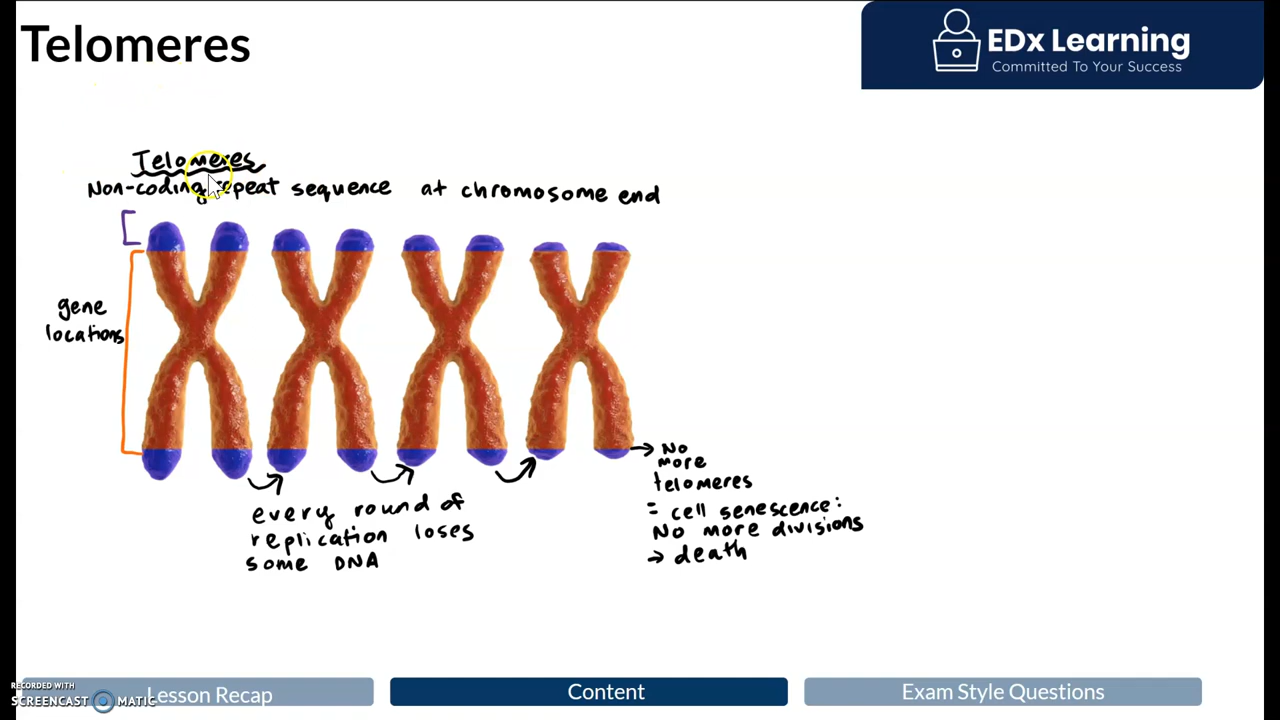 Telomeres
EDx Learning
Committed To Your Success
Telomeres
Non-coding repeat sequence at chromosome end
gene
locations
every round of
replication loses
some DNA
→ No
more
telomeres
= cell senescence:
No more divisions
→ death
RECORDED WITH
SCREENCAST MATIC
Lesson Recap
Content
Exam Style Questions